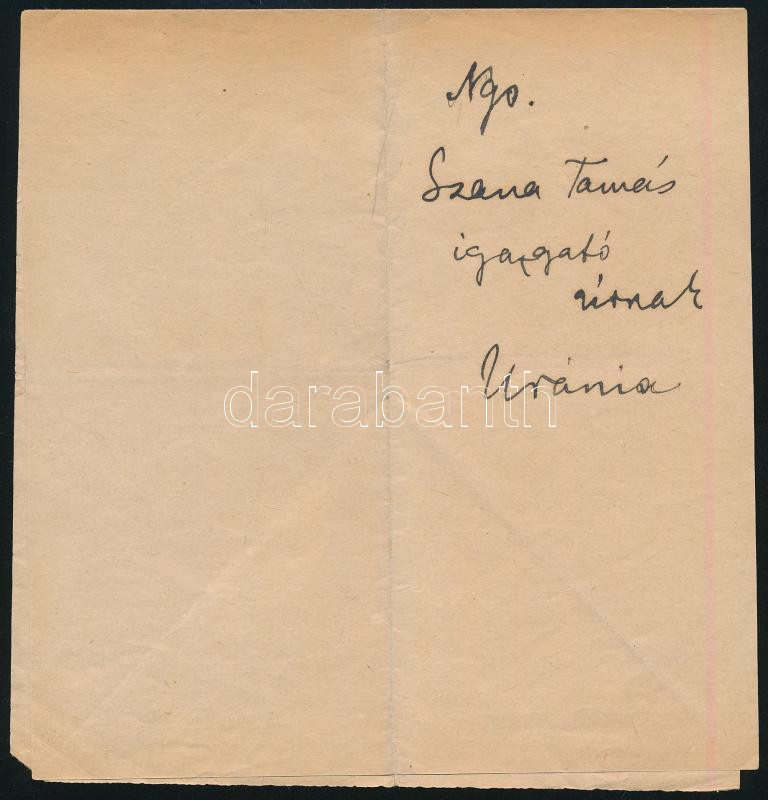 Ngs.
Szana Tamás
igazgató
úrnak
Uránia
darabanth